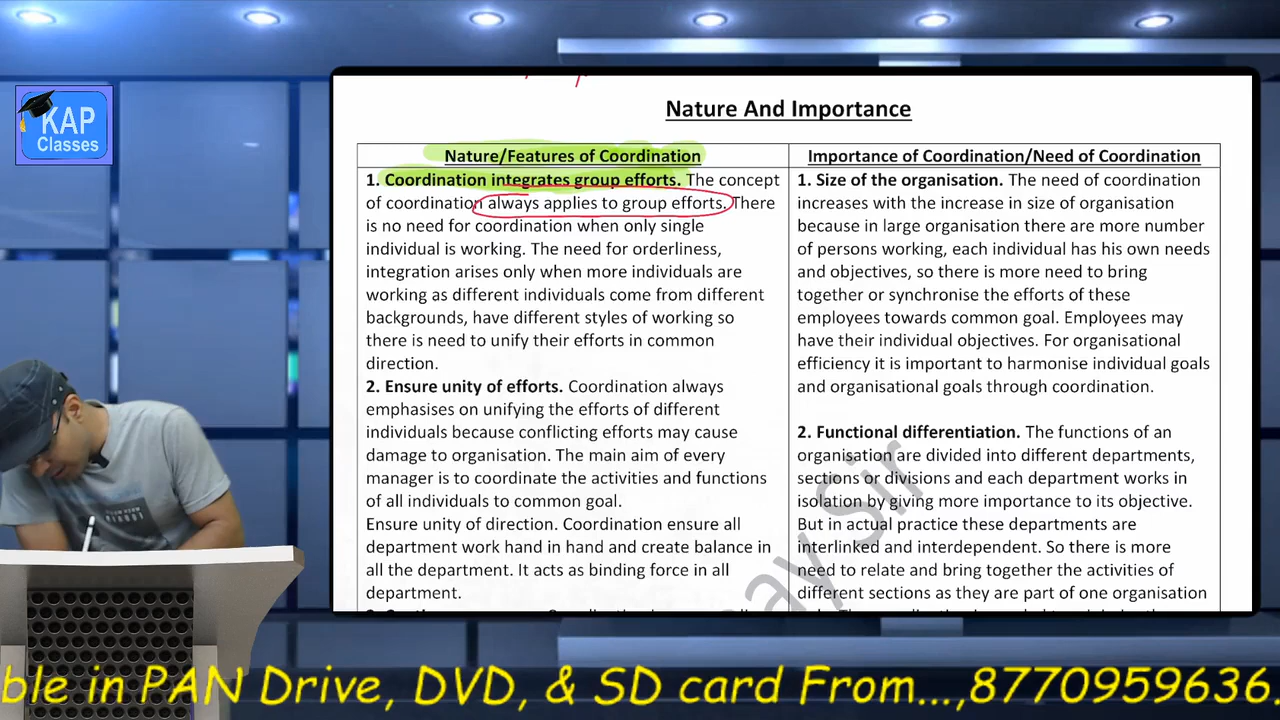 KAP
Classes
Nature And Importance
Nature/Features of Coordination
1. Coordination integrates group efforts. The concept
of coordination always applies to group efforts. There
is no need for coordination when only single
individual is working. The need for orderliness,
integration arises only when more individuals are
working as different individuals come from different
backgrounds, have different styles of working so
there is need to unify their efforts in common
direction.
2. Ensure unity of efforts. Coordination always
emphasises on unifying the efforts of different
individuals because conflicting efforts may cause
damage to organisation. The main aim of every
manager is to coordinate the activities and functions
of all individuals to common goal.
Ensure unity of direction. Coordination ensure all
department work hand in hand and create balance in
all the department. It acts as binding force in all
department.
Importance of Coordination/Need of Coordination
1. Size of the organisation. The need of coordination
increases with the increase in size of organisation
because in large organisation there are more number
of persons working, each individual has his own needs
and objectives, so there is more need to bring
together or synchronise the efforts of these
employees towards common goal. Employees may
have their individual objectives. For organisational
efficiency it is important to harmonise individual goals
and organisational goals through coordination.
2. Functional differentiation. The functions of an
organisation are divided into different departments,
sections or divisions and each department works in
isolation by giving more importance to its objective.
But in actual practice these departments are
interlinked and interdependent. So there is more
need to relate and bring together the activities of
different sections as they are part of one organisation
ay Sir
ble in PAN Drive, DVD, & SD card From...,8770959636,